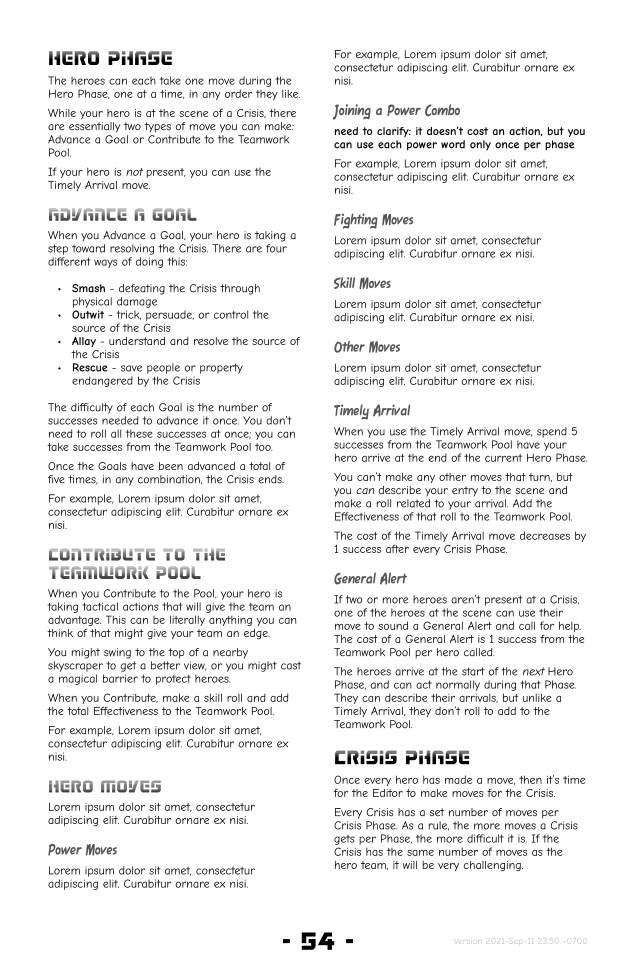 HERO PHASE
The heroes can each take one move during the
Hero Phase, one at a time, in any order they like.
While your hero is at the scene of a Crisis, there
are essentially two types of move you can make:
Advance a Goal or Contribute to the Teamwork
Pool.
If your hero is not present, you can use the
Timely Arrival move.
ADVANCE A GOAL
When you Advance a Goal, your hero is taking a
step toward resolving the Crisis. There are four
different ways of doing this:
• Smash - defeating the Crisis through
physical damage
• Outwit - trick, persuade, or control the
source of the Crisis
• Allay - understand and resolve the source of
the Crisis
• Rescue - save people or property
endangered by the Crisis
The difficulty of each Goal is the number of
successes needed to advance it once. You don't
need to roll all these successes at once; you can
take successes from the Teamwork Pool too.
Once the Goals have been advanced a total of
five times, in any combination, the Crisis ends.
For example, Lorem ipsum dolor sit amet,
consectetur adipiscing elit. Curabitur ornare ex
nisi.
CONTRIBUTE TO THE
TEAMWORK POOL
When you Contribute to the Pool, your hero is
taking tactical actions that will give the team an
advantage. This can be literally anything you can
think of that might give your team an edge.
You might swing to the top of a nearby
skyscraper to get a better view, or you might cast
a magical barrier to protect heroes.
When you Contribute, make a skill roll and add
the total Effectiveness to the Teamwork Pool.
For example, Lorem ipsum dolor sit amet,
consectetur adipiscing elit. Curabitur ornare ex
nisi.
HERO MOVES
Lorem ipsum dolor sit amet, consectetur
adipiscing elit. Curabitur ornare ex nisi.
Power Moves
Lorem ipsum dolor sit amet, consectetur
adipiscing elit. Curabitur ornare ex nisi.
For example, Lorem ipsum dolor sit amet,
consectetur adipiscing elit. Curabitur ornare ex
nisi.
Joining a Power Combo
need to clarify: it doesn't cost an action, but you
can use each power word only once per phase
For example, Lorem ipsum dolor sit amet,
consectetur adipiscing elit. Curabitur ornare ex
nisi.
Fighting Moves
Lorem ipsum dolor sit amet, consectetur
adipiscing elit. Curabitur ornare ex nisi.
Skill Moves
Lorem ipsum dolor sit amet, consectetur
adipiscing elit. Curabitur ornare ex nisi.
Other Moves
Lorem ipsum dolor sit amet, consectetur
adipiscing elit. Curabitur ornare ex nisi.
Timely Arrival
When you use the Timely Arrival move, spend 5
successes from the Teamwork Pool have your
hero arrive at the end of the current Hero Phase.
You can't make any other moves that turn, but
you can describe your entry to the scene and
make a roll related to your arrival. Add the
Effectiveness of that roll to the Teamwork Pool.
The cost of the Timely Arrival move decreases by
1 success after every Crisis Phase.
General Alert
If two or more heroes aren't present at a Crisis,
one of the heroes at the scene can use their
move to sound a General Alert and call for help.
The cost of a General Alert is 1 success from the
Teamwork Pool per hero called.
The heroes arrive at the start of the next Hero
Phase, and can act normally during that Phase.
They can describe their arrivals, but unlike a
Timely Arrival, they don't roll to add to the
Teamwork Pool.
CRISIS PHASE
Once every hero has made a move, then it's time
for the Editor to make moves for the Crisis.
Every Crisis has a set number of moves per
Crisis Phase. As a rule, the more moves a Crisis
gets per Phase, the more difficult it is. If the
Crisis has the same number of moves as the
hero team, it will be very challenging.
- 54 -
Version 2021-Sep-11 23:50 -0700